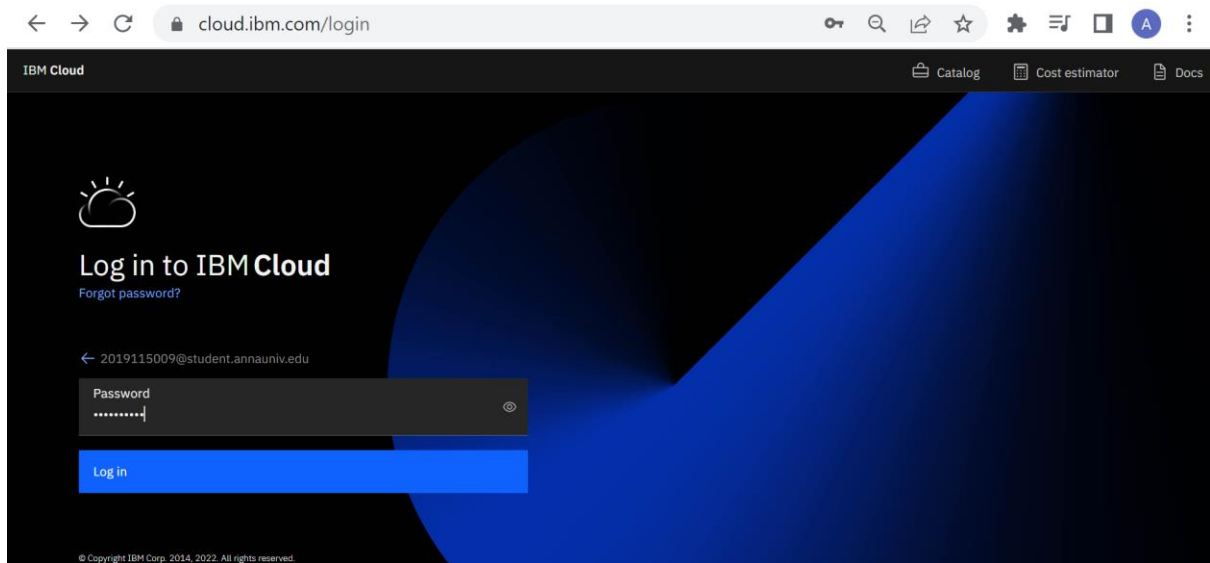 cloud.ibm.com/login
A
IBM Cloud Catalog Cost estimator Docs
Log in to IBM Cloud
Forgot password?
← 2019115009@student.annauniv.edu
Password
••••••••••
Log in
© Copyright IBM Corp. 2014, 2022. All rights reserved.